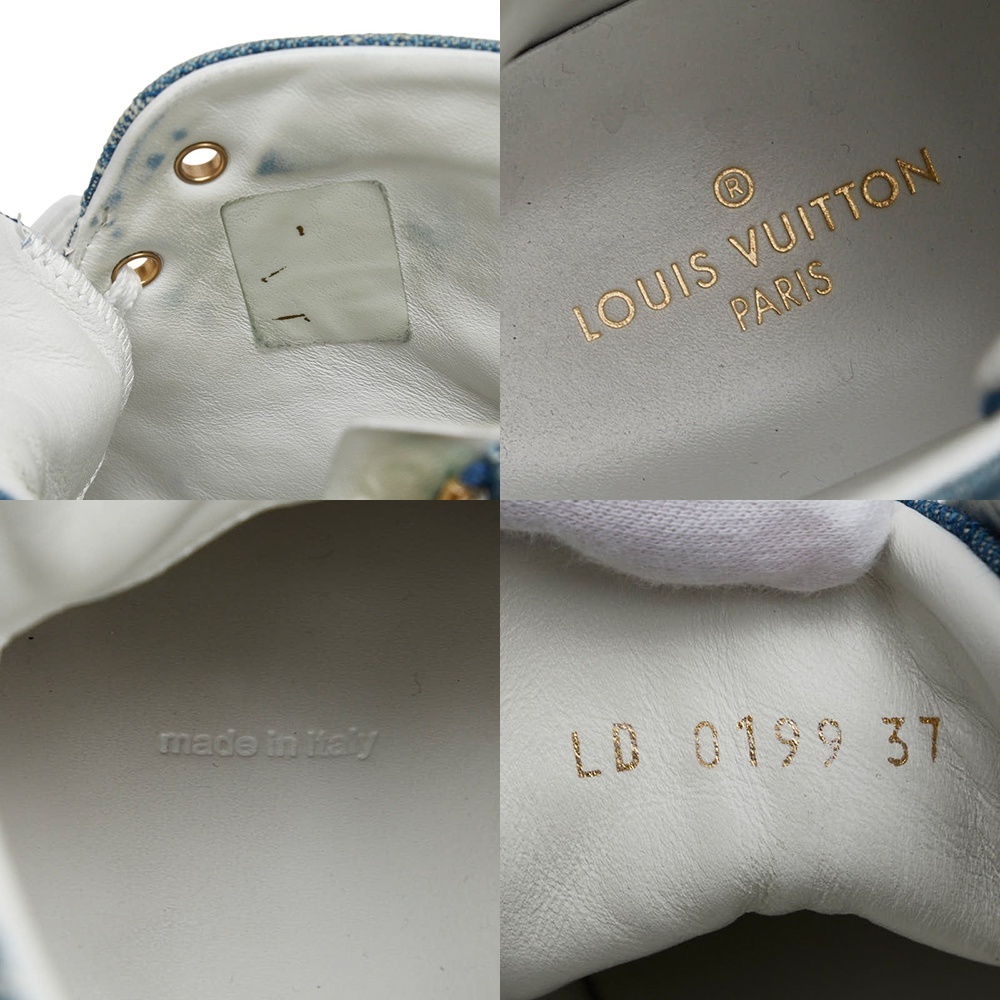 ®
LOUIS VUITTON
PARIS
made in italy
LD 0199 37